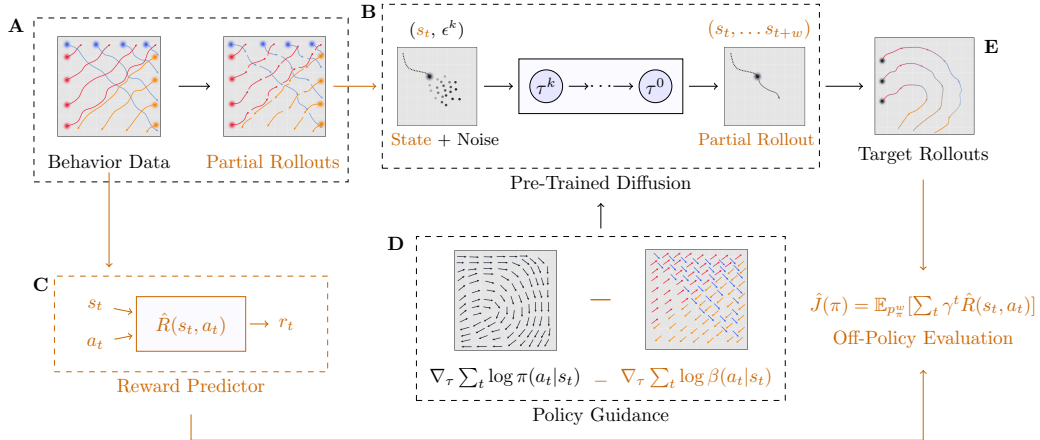 A
Behavior Data
Partial Rollouts
B
(s_t, ϵ^k)
State + Noise
τ^k
···
τ^0
(s_t, … s_{t+w})
Partial Rollout
Pre-Trained Diffusion
E
Target Rollouts
C
s_t
a_t
R̂(s_t, a_t)
r_t
Reward Predictor
D
−
∇_τ ∑_t log π(a_t|s_t) − ∇_τ ∑_t log β(a_t|s_t)
Policy Guidance
Ĵ(π) = 𝔼_{p_π^w}[∑_t γ^t R̂(s_t, a_t)]
Off-Policy Evaluation